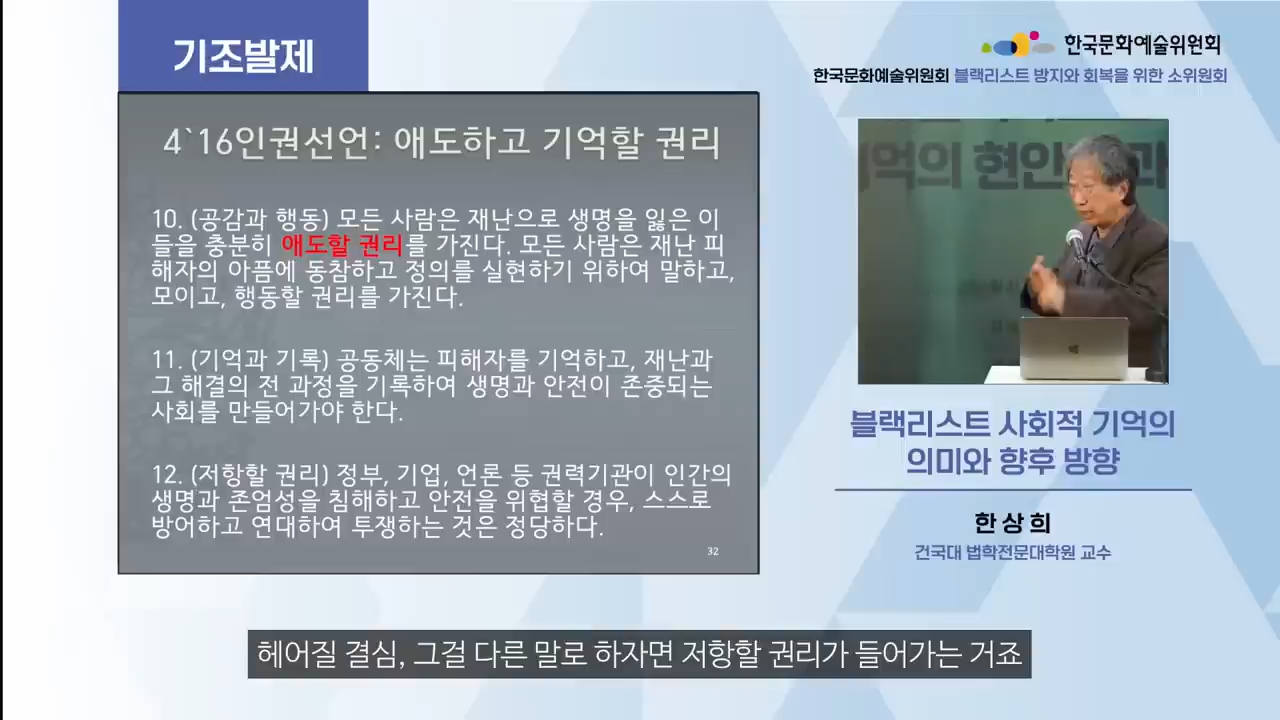 기조발제
한국문화예술위원회
한국문화예술위원회 블랙리스트 방지와 회복을 위한 소위원회
4`16인권선언: 애도하고 기억할 권리
10. (공감과 행동) 모든 사람은 재난으로 생명을 잃은 이
들을 충분히 애도할 권리를 가진다. 모든 사람은 재난 피
해자의 아픔에 동참하고 정의를 실현하기 위하여 말하고,
모이고, 행동할 권리를 가진다.
11. (기억과 기록) 공동체는 피해자를 기억하고, 재난과
그 해결의 전 과정을 기록하여 생명과 안전이 존중되는
사회를 만들어가야 한다.
12. (저항할 권리) 정부, 기업, 언론 등 권력기관이 인간의
생명과 존엄성을 침해하고 안전을 위협할 경우, 스스로
방어하고 연대하여 투쟁하는 것은 정당하다.
32
억의 현안 과
블랙리스트 사회적 기억의
의미와 향후 방향
한상희
건국대 법학전문대학원 교수
헤어질 결심, 그걸 다른 말로 하자면 저항할 권리가 들어가는 거죠